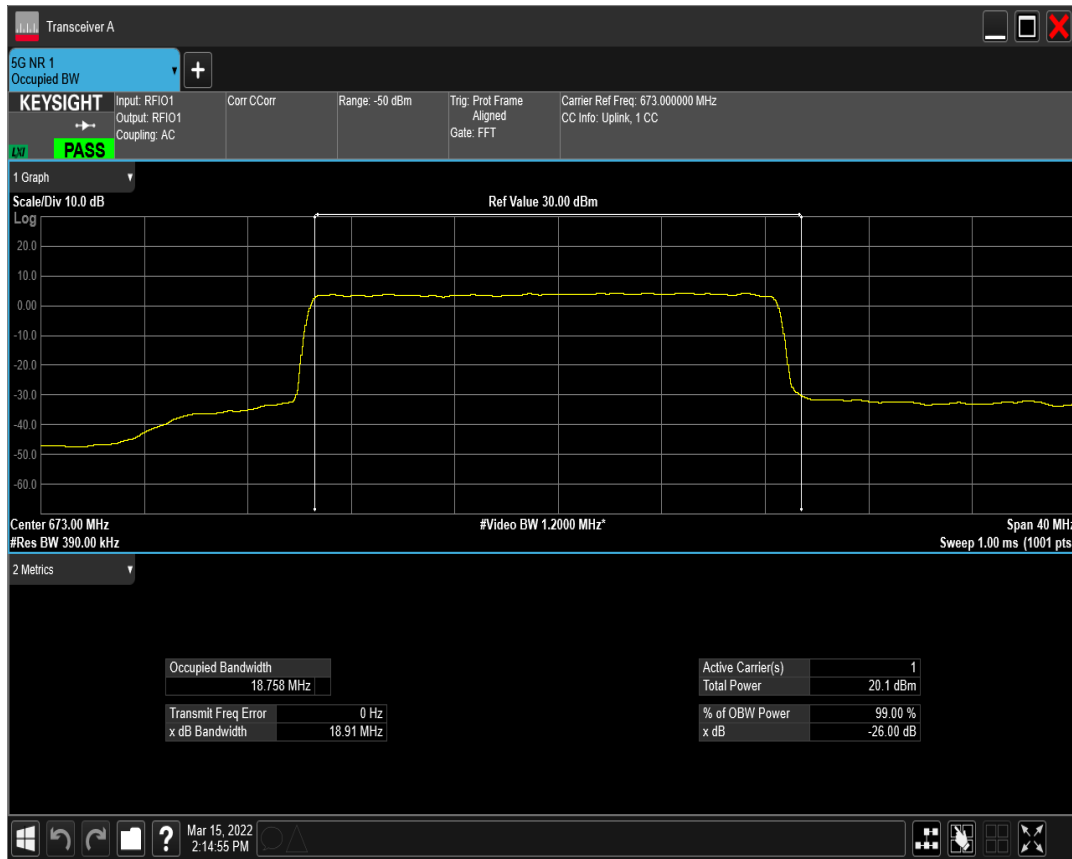 Transceiver A
5G NR 1
Occupied BW
KEYSIGHT
LXI
PASS
Input: RFIO1
Output: RFIO1
Coupling: AC
Corr CCorr
Range: -50 dBm
Trig: Prot Frame
Aligned
Gate: FFT
Carrier Ref Freq: 673.000000 MHz
CC Info: Uplink, 1 CC
1 Graph
Scale/Div 10.0 dB
Ref Value 30.00 dBm
Log
20.0
10.0
0.00
-10.0
-20.0
-30.0
-40.0
-50.0
-60.0
Center 673.00 MHz
#Video BW 1.2000 MHz*
Span 40 MHz
#Res BW 390.00 kHz
Sweep 1.00 ms (1001 pts
2 Metrics
Occupied Bandwidth
18.758 MHz
Transmit Freq Error 0 Hz
x dB Bandwidth 18.91 MHz
Active Carrier(s) 1
Total Power 20.1 dBm
% of OBW Power 99.00 %
x dB -26.00 dB
?
Mar 15, 2022
2:14:55 PM